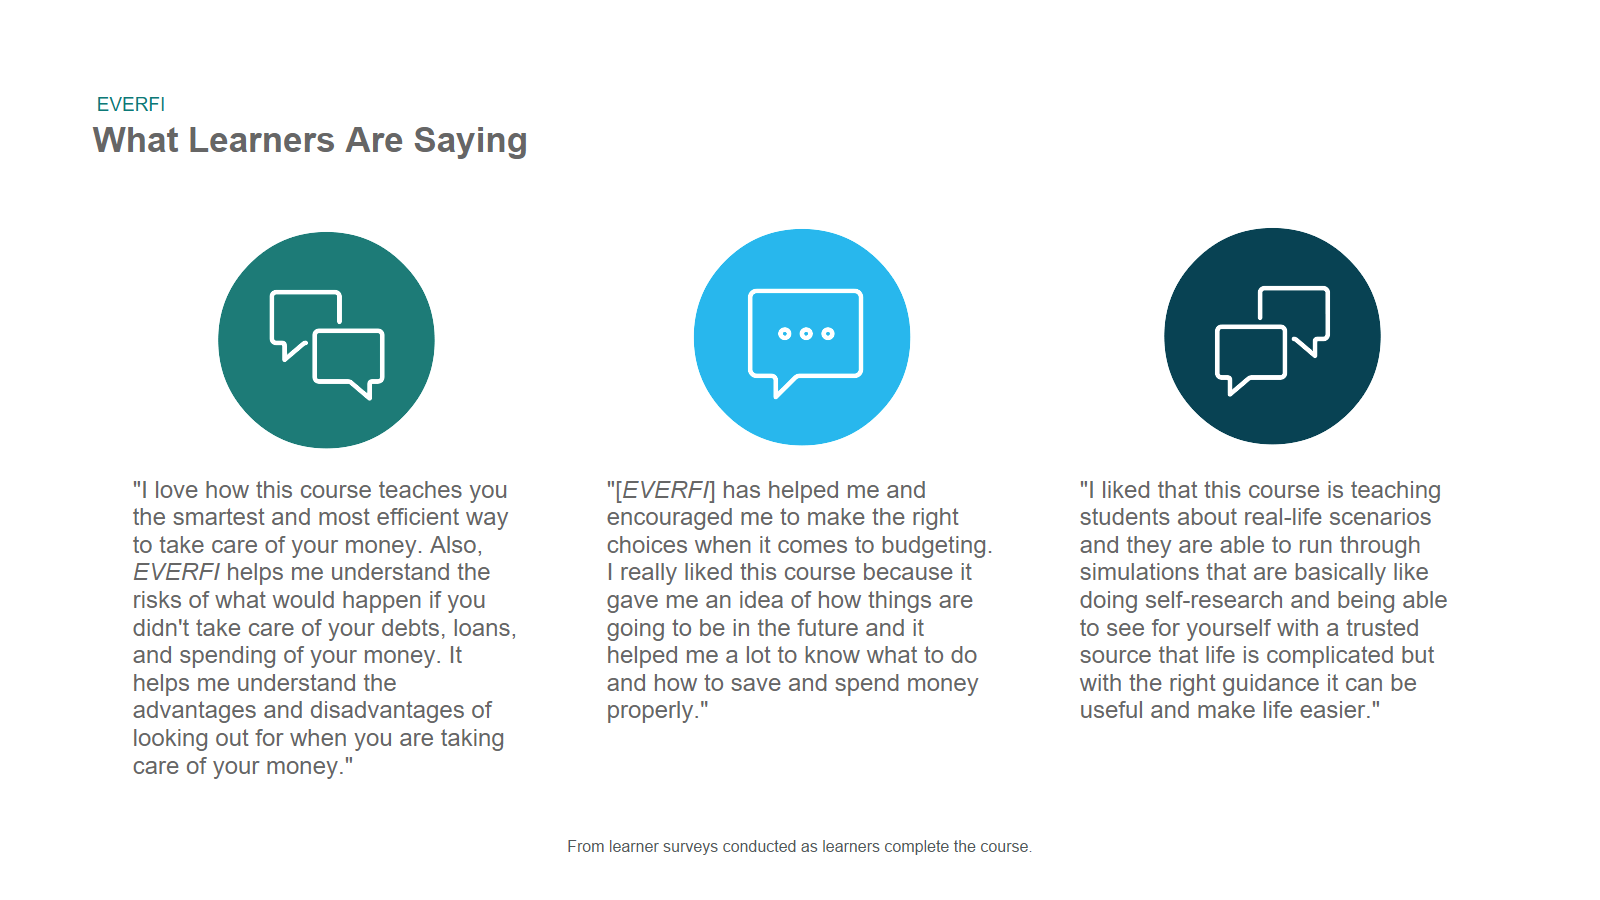 EVERFI
What Learners Are Saying
"I love how this course teaches you
the smartest and most efficient way
to take care of your money. Also,
EVERFI helps me understand the
risks of what would happen if you
didn't take care of your debts, loans,
and spending of your money. It
helps me understand the
advantages and disadvantages of
looking out for when you are taking
care of your money."
"[EVERFI] has helped me and
encouraged me to make the right
choices when it comes to budgeting.
I really liked this course because it
gave me an idea of how things are
going to be in the future and it
helped me a lot to know what to do
and how to save and spend money
properly."
"I liked that this course is teaching
students about real-life scenarios
and they are able to run through
simulations that are basically like
doing self-research and being able
to see for yourself with a trusted
source that life is complicated but
with the right guidance it can be
useful and make life easier."
From learner surveys conducted as learners complete the course.